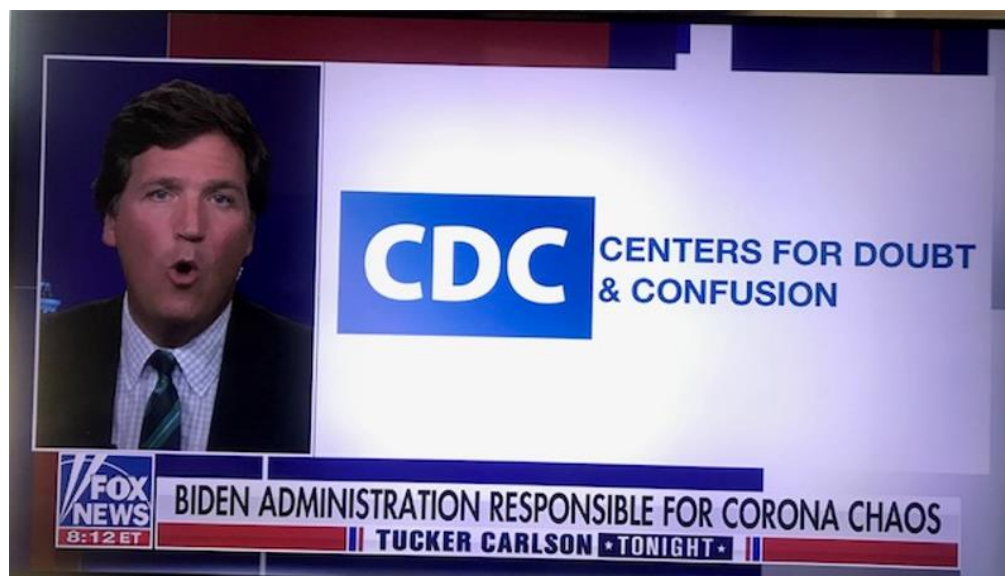 CDC
CENTERS FOR DOUBT
& CONFUSION
FOX
NEWS
8:12 ET
BIDEN ADMINISTRATION RESPONSIBLE FOR CORONA CHAOS
TUCKER CARLSON TONIGHT